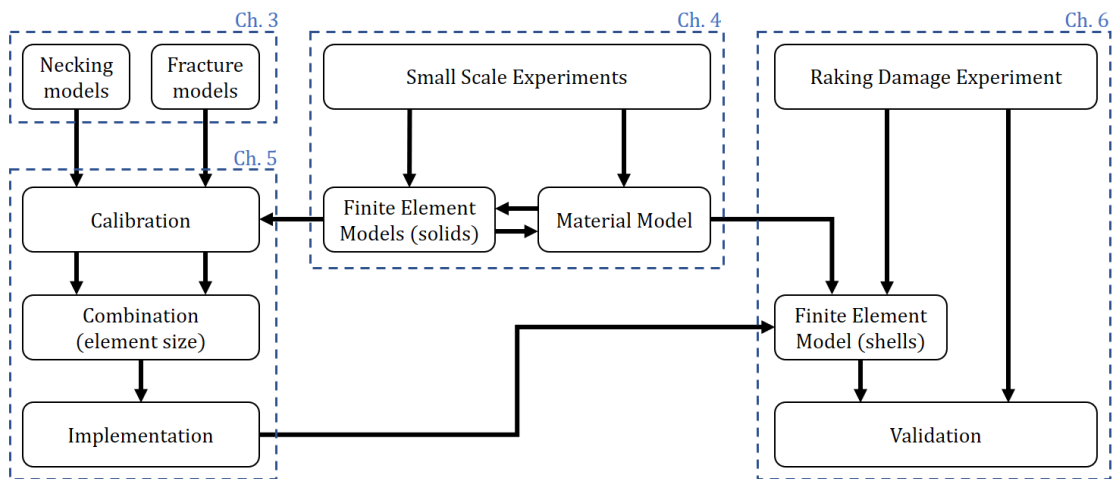 Ch. 3
Necking
models
Fracture
models
Ch. 4
Small Scale Experiments
Finite Element
Models (solids)
Material Model
Ch. 5
Calibration
Combination
(element size)
Implementation
Ch. 6
Raking Damage Experiment
Finite Element
Model (shells)
Validation